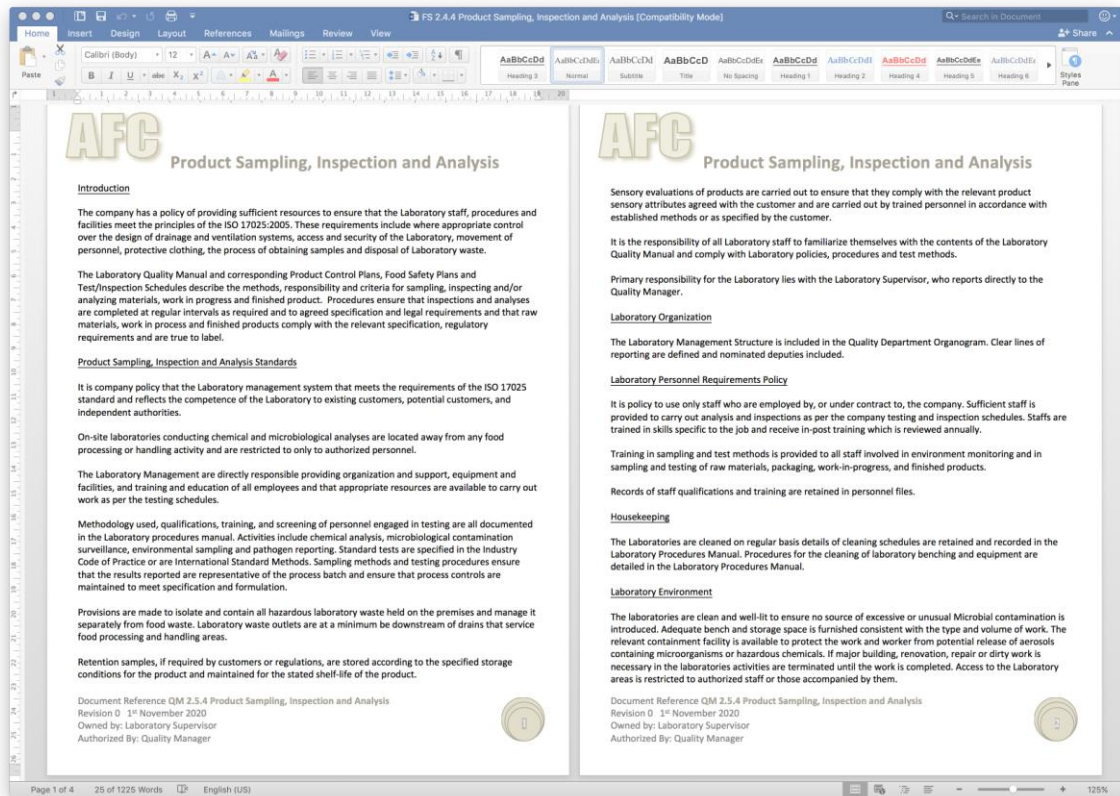 FS 2.4.4 Product Sampling, Inspection and Analysis [Compatibility Mode]
Search in Document
Home Insert Design Layout References Mailings Review View
Share
Paste
Calibri (Body) 12
B I U abc X₂ X²
AaBbCcDd AaBbCcDdEe AaBbCcDd AaBbCcD AaBbCcDdEe AaBbCcDd AaBbCcDdI AaBbCcDd AaBbCcDdEe AaBbCcDdEe
Heading 3 Normal Subtitle Title No Spacing Heading 1 Heading 2 Heading 4 Heading 5 Heading 6
Styles
Pane
AFC
Product Sampling, Inspection and Analysis
Introduction
The company has a policy of providing sufficient resources to ensure that the Laboratory staff, procedures and
facilities meet the principles of the ISO 17025:2005. These requirements include where appropriate control
over the design of drainage and ventilation systems, access and security of the Laboratory, movement of
personnel, protective clothing, the process of obtaining samples and disposal of Laboratory waste.
The Laboratory Quality Manual and corresponding Product Control Plans, Food Safety Plans and
Test/Inspection Schedules describe the methods, responsibility and criteria for sampling, inspecting and/or
analyzing materials, work in progress and finished product. Procedures ensure that inspections and analyses
are completed at regular intervals as required and to agreed specification and legal requirements and that raw
materials, work in process and finished products comply with the relevant specification, regulatory
requirements and are true to label.
Product Sampling, Inspection and Analysis Standards
It is company policy that the Laboratory management system that meets the requirements of the ISO 17025
standard and reflects the competence of the Laboratory to existing customers, potential customers, and
independent authorities.
On-site laboratories conducting chemical and microbiological analyses are located away from any food
processing or handling activity and are restricted to only to authorized personnel.
The Laboratory Management are directly responsible providing organization and support, equipment and
facilities, and training and education of all employees and that appropriate resources are available to carry out
work as per the testing schedules.
Methodology used, qualifications, training, and screening of personnel engaged in testing are all documented
in the Laboratory procedures manual. Activities include chemical analysis, microbiological contamination
surveillance, environmental sampling and pathogen reporting. Standard tests are specified in the Industry
Code of Practice or are International Standard Methods. Sampling methods and testing procedures ensure
that the results reported are representative of the process batch and ensure that process controls are
maintained to meet specification and formulation.
Provisions are made to isolate and contain all hazardous laboratory waste held on the premises and manage it
separately from food waste. Laboratory waste outlets are at a minimum be downstream of drains that service
food processing and handling areas.
Retention samples, if required by customers or regulations, are stored according to the specified storage
conditions for the product and maintained for the stated shelf-life of the product.
Document Reference QM 2.5.4 Product Sampling, Inspection and Analysis
Revision 0 1st November 2020
Owned by: Laboratory Supervisor
Authorized By: Quality Manager
1
AFC
Product Sampling, Inspection and Analysis
Sensory evaluations of products are carried out to ensure that they comply with the relevant product
sensory attributes agreed with the customer and are carried out by trained personnel in accordance with
established methods or as specified by the customer.
It is the responsibility of all Laboratory staff to familiarize themselves with the contents of the Laboratory
Quality Manual and comply with Laboratory policies, procedures and test methods.
Primary responsibility for the Laboratory lies with the Laboratory Supervisor, who reports directly to the
Quality Manager.
Laboratory Organization
The Laboratory Management Structure is included in the Quality Department Organogram. Clear lines of
reporting are defined and nominated deputies included.
Laboratory Personnel Requirements Policy
It is policy to use only staff who are employed by, or under contract to, the company. Sufficient staff is
provided to carry out analysis and inspections as per the company testing and inspection schedules. Staffs are
trained in skills specific to the job and receive in-post training which is reviewed annually.
Training in sampling and test methods is provided to all staff involved in environment monitoring and in
sampling and testing of raw materials, packaging, work-in-progress, and finished products.
Records of staff qualifications and training are retained in personnel files.
Housekeeping
The Laboratories are cleaned on regular basis details of cleaning schedules are retained and recorded in the
Laboratory Procedures Manual. Procedures for the cleaning of laboratory benching and equipment are
detailed in the Laboratory Procedures Manual.
Laboratory Environment
The laboratories are clean and well-lit to ensure no source of excessive or unusual Microbial contamination is
introduced. Adequate bench and storage space is furnished consistent with the type and volume of work. The
relevant containment facility is available to protect the work and worker from potential release of aerosols
containing microorganisms or hazardous chemicals. If major building, renovation, repair or dirty work is
necessary in the laboratories activities are terminated until the work is completed. Access to the Laboratory
areas is restricted to authorized staff or those accompanied by them.
Document Reference QM 2.5.4 Product Sampling, Inspection and Analysis
Revision 0 1st November 2020
Owned by: Laboratory Supervisor
Authorized By: Quality Manager
2
Page 1 of 4 25 of 1225 Words English (US) 125%